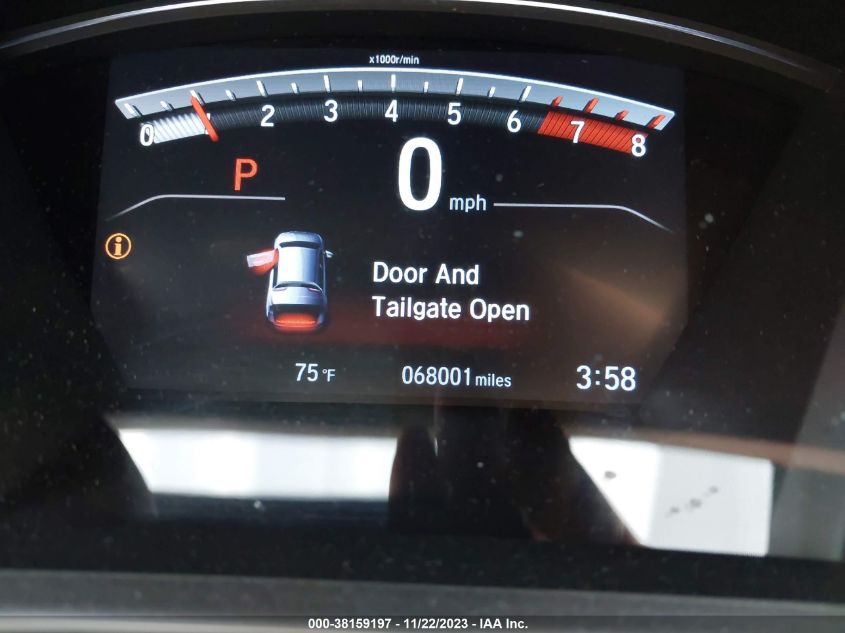 x1000r/min
0 2 3 4 5 6 7 8
P 0 mph
i
Door And
Tailgate Open
75 °F 068001 miles 3:58
000-38159197 - 11/22/2023 - IAA Inc.